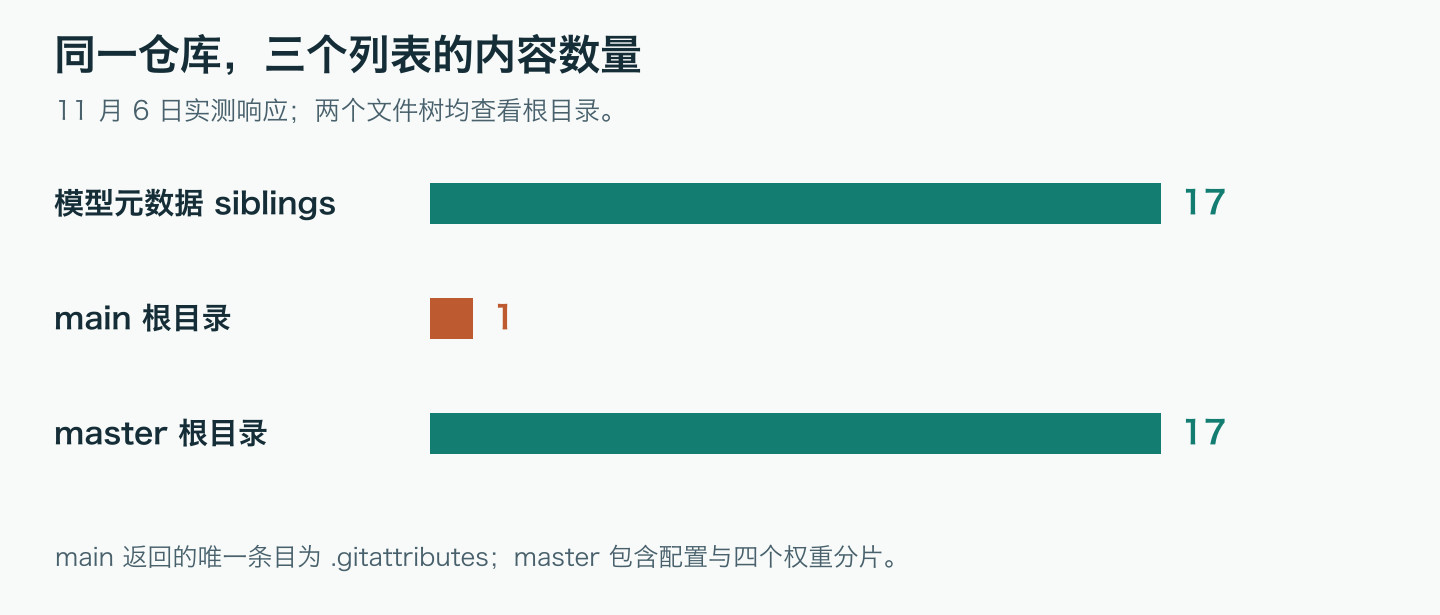 同一仓库，三个列表的内容数量
11 月 6 日实测响应；两个文件树均查看根目录。
模型元数据 siblings 17
main 根目录 1
master 根目录 17
main 返回的唯一条目为 .gitattributes；master 包含配置与四个权重分片。